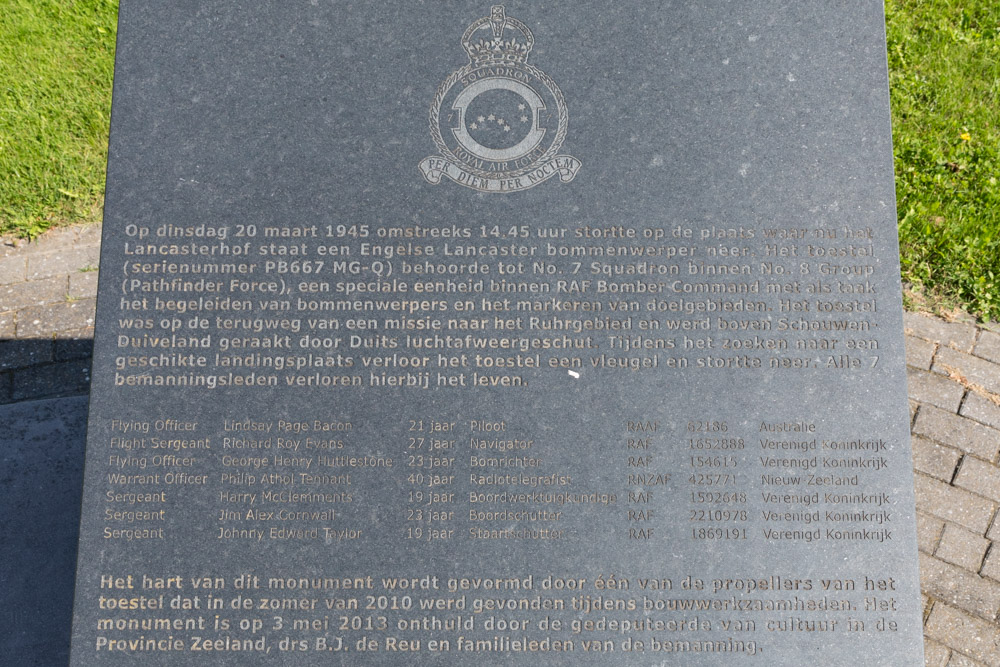 SQUADRON
7
7
ROYAL AIR FORCE
PER DIEM PER NOCTEM
Op dinsdag 20 maart 1945 omstreeks 14.45 uur stortte op de plaats waar nu het
Lancasterhof staat een Engelse Lancaster bommenwerper neer. Het toestel
(serienummer PB667 MG-Q) behoorde tot No. 7 Squadron binnen No. 8 Group
(Pathfinder Force), een speciale eenheid binnen RAF Bomber Command met als taak
het begeleiden van bommenwerpers en het markeren van doelgebieden. Het toestel
was op de terugweg van een missie naar het Ruhrgebied en werd boven Schouwen-
Duiveland geraakt door Duits luchtafweergeschut. Tijdens het zoeken naar een
geschikte landingsplaats verloor het toestel een vleugel en stortte neer. Alle 7
bemanningsleden verloren hierbij het leven.
Flying Officer Lindsay Page Bacon 21 jaar Piloot RAAF 82186 Australie
Flight Sergeant Richard Roy Evans 27 jaar Navigator RAF 1652888 Verenigd Koninkrijk
Flying Officer George Henry Huttlestone 23 jaar Bomrichter RAF 154615 Verenigd Koninkrijk
Warrant Officer Philip Athol Tennant 40 jaar Radiotelegrafist RNZAF 425771 Nieuw-Zeeland
Sergeant Harry McClemments 19 jaar Boordwerktuigkundige RAF 1592648 Verenigd Koninkrijk
Sergeant Jim Alex Cornwall 23 jaar Boordschutter RAF 2210978 Verenigd Koninkrijk
Sergeant Johnny Edword Taylor 19 jaar Staartschutter RAF 1869191 Verenigd Koninkrijk
Het hart van dit monument wordt gevormd door één van de propellers van het
toestel dat in de zomer van 2010 werd gevonden tijdens bouwwerkzaamheden. Het
monument is op 3 mei 2013 onthuld door de gedeputeerde van cultuur in de
Provincie Zeeland, drs B.J. de Reu en familieleden van de bemanning.